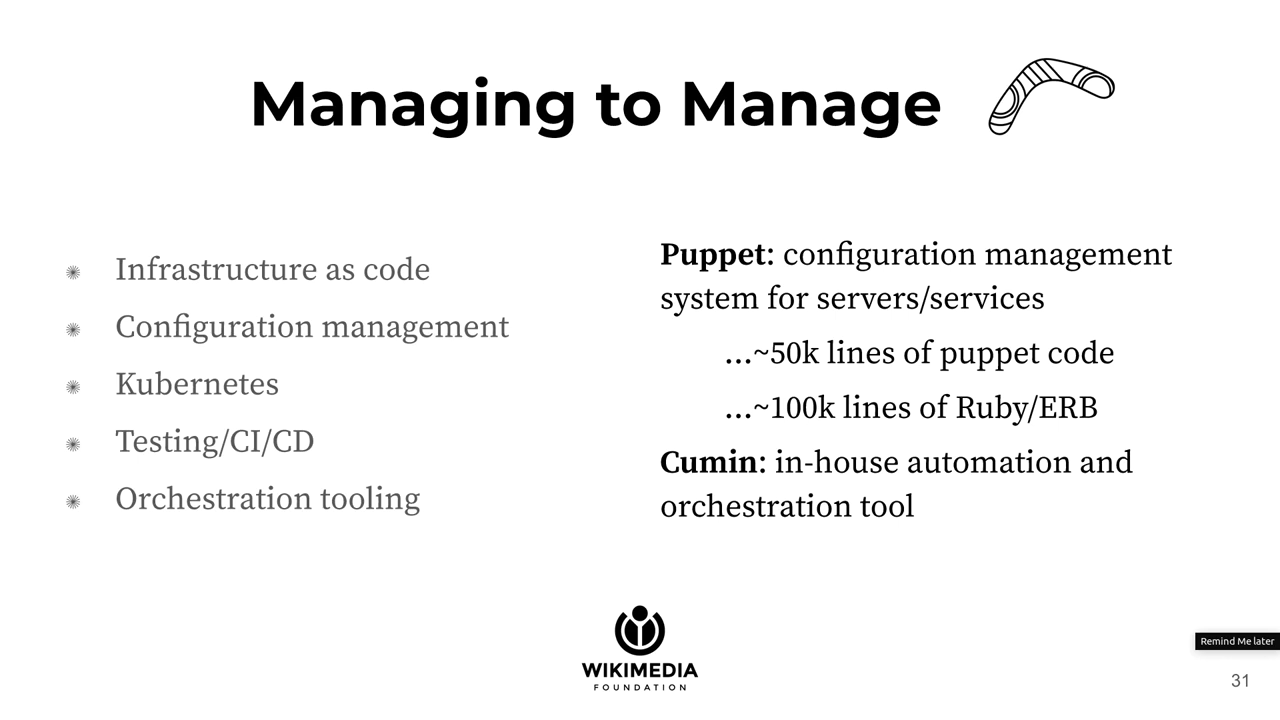 Managing to Manage
Infrastructure as code
Configuration management
Kubernetes
Testing/CI/CD
Orchestration tooling
Puppet: configuration management
system for servers/services
...~50k lines of puppet code
...~100k lines of Ruby/ERB
Cumin: in-house automation and
orchestration tool
WIKIMEDIA
FOUNDATION
Remind Me later
31